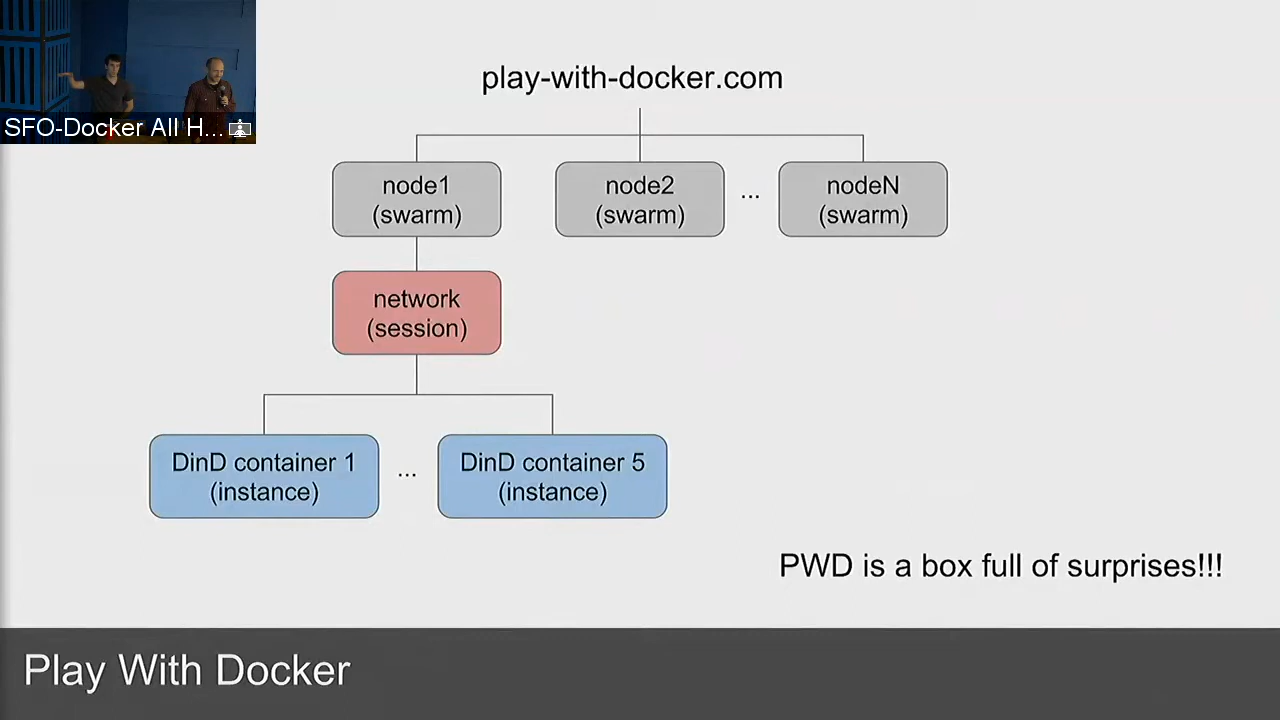 SFO-Docker All H...
play-with-docker.com
node1
(swarm)
node2
(swarm)
...
nodeN
(swarm)
network
(session)
DinD container 1
(instance)
...
DinD container 5
(instance)
PWD is a box full of surprises!!!
Play With Docker